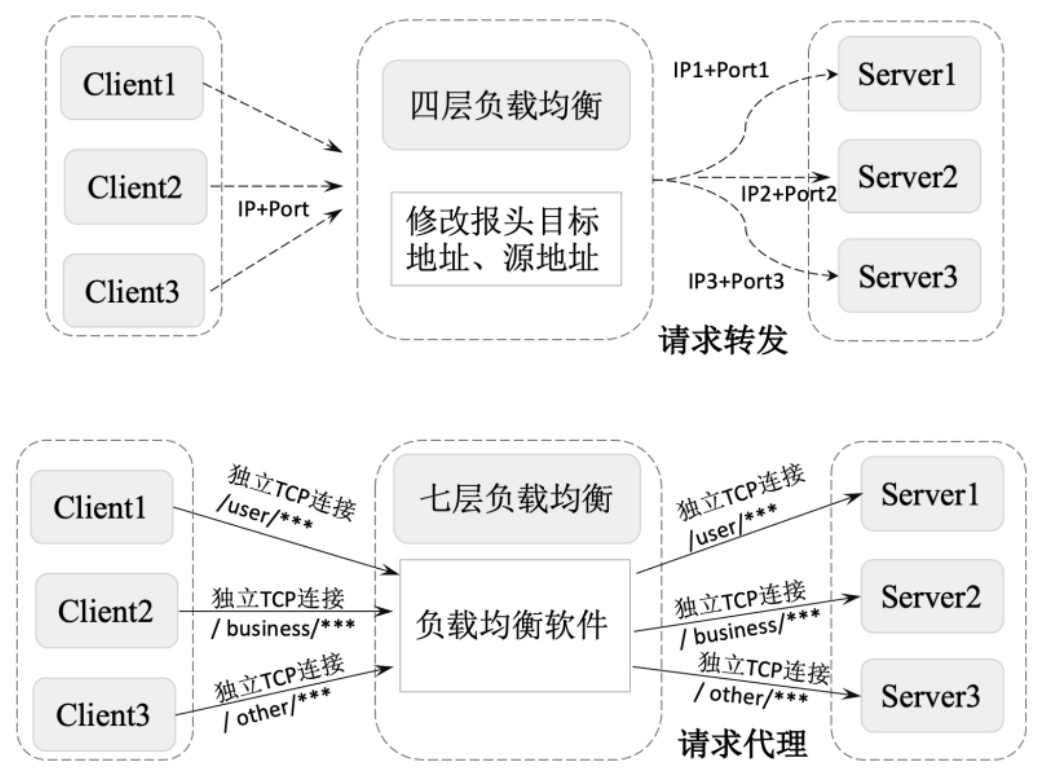 Client1
Client2
Client3
IP+Port
四层负载均衡
修改报头目标
地址、源地址
IP1+Port1
IP2+Port2
IP3+Port3
请求转发
Server1
Server2
Server3
Client1
Client2
Client3
独立TCP连接
/user/***
独立TCP连接
/ business/***
独立TCP连接
/ other/***
七层负载均衡
负载均衡软件
独立TCP连接
/user/***
独立TCP连接
/ business/***
独立TCP连接
/ other/***
请求代理
Server1
Server2
Server3